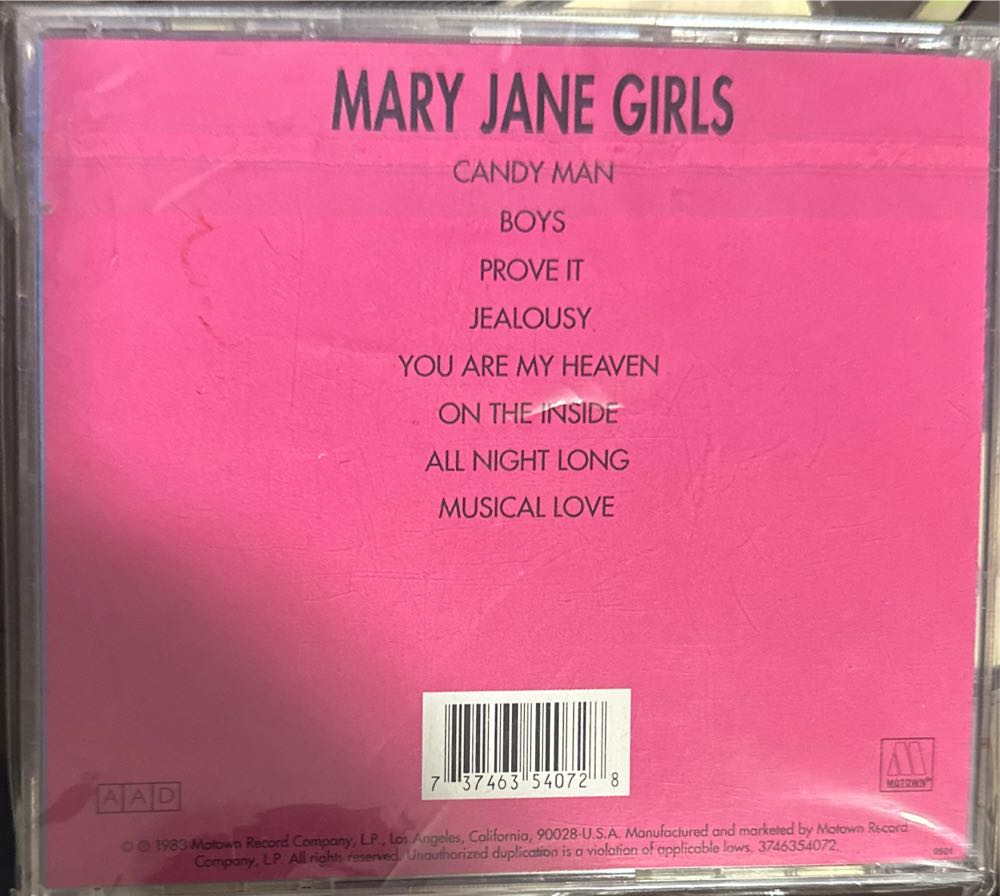 MARY JANE GIRLS
CANDY MAN
BOYS
PROVE IT
JEALOUSY
YOU ARE MY HEAVEN
ON THE INSIDE
ALL NIGHT LONG
MUSICAL LOVE
7 37463 54072 8
AAD
MOTOWN
℗ © 1983 Motown Record Company, L.P., Los Angeles, California, 90028-U.S.A. Manufactured and marketed by Motown Record
Company, L.P. All rights reserved. Unauthorized duplication is a violation of applicable laws. 3746354072
0501